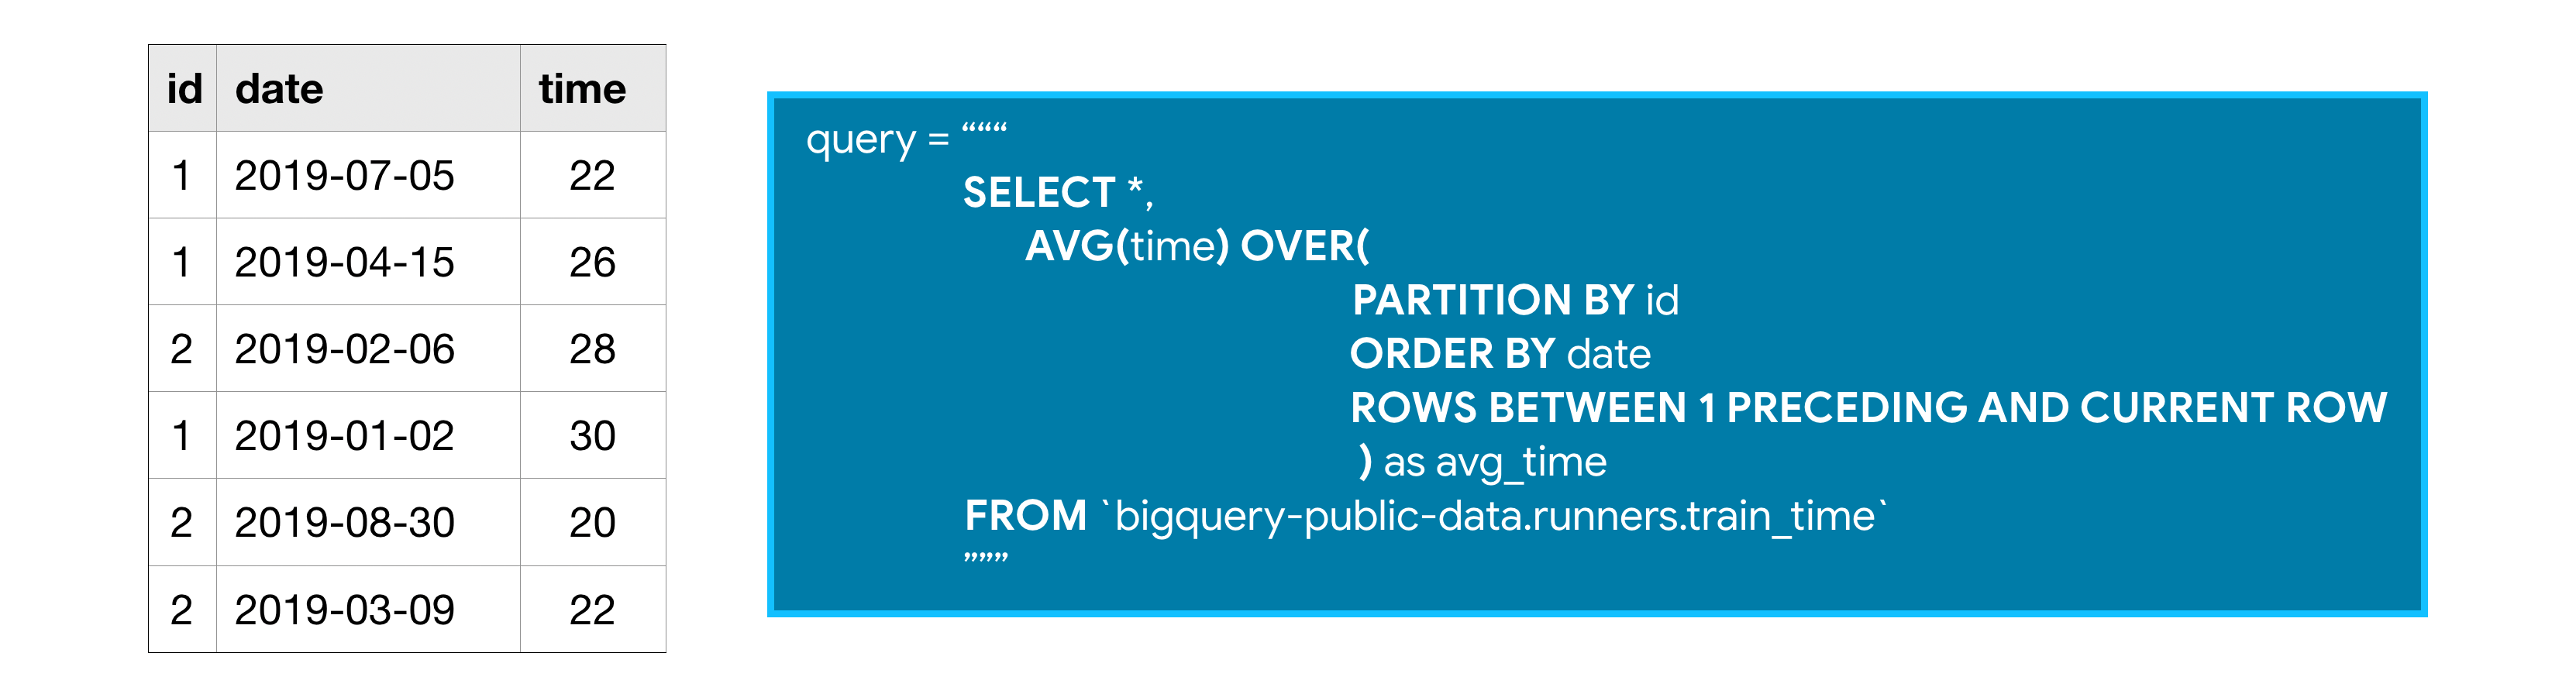 id date time
1 2019-07-05 22
1 2019-04-15 26
2 2019-02-06 28
1 2019-01-02 30
2 2019-08-30 20
2 2019-03-09 22
query = “““
SELECT *,
AVG(time) OVER(
PARTITION BY id
ORDER BY date
ROWS BETWEEN 1 PRECEDING AND CURRENT ROW
) as avg_time
FROM `bigquery-public-data.runners.train_time`
”””